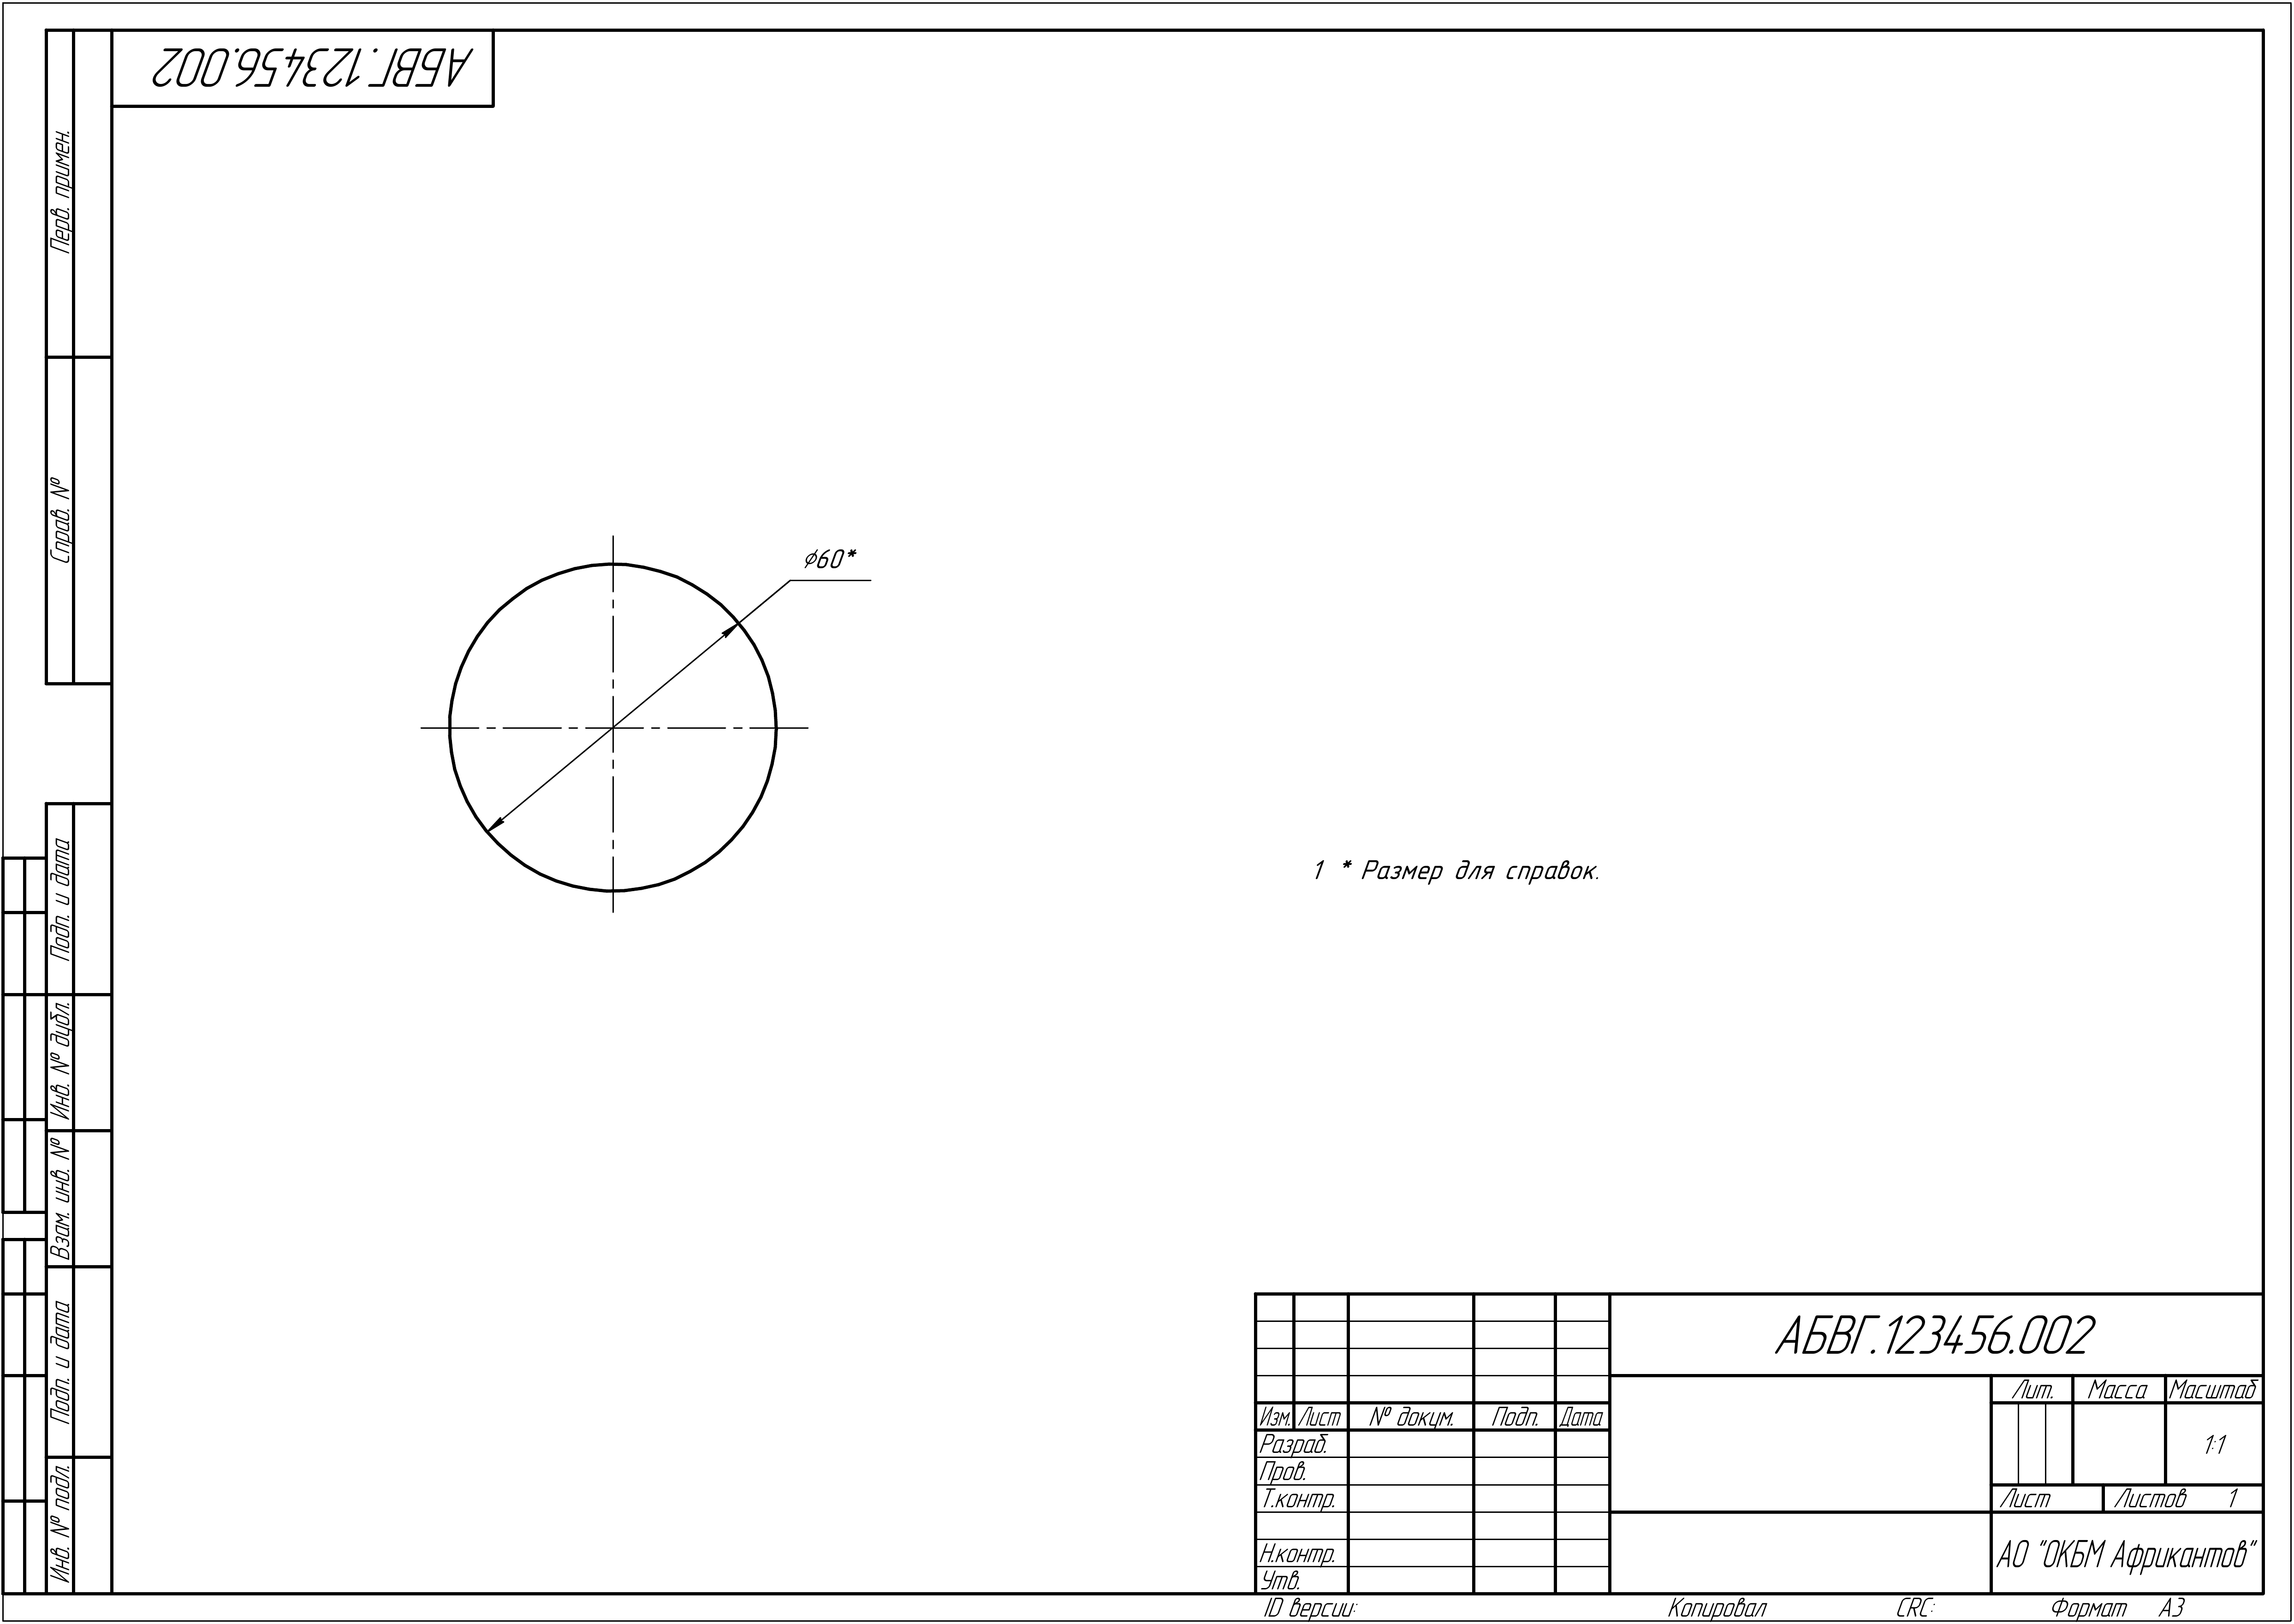 АБВГ.123456.002
Перв. примен.
Справ. №
⌀60*
1 * Размер для справок.
Подп. и дата
Инв. № дубл.
Взам. инв. №
Подп. и дата
Инв. № подл.
АБВГ.123456.002
Лит. Масса Масштаб
Изм. Лист № докум. Подп. Дата
Разраб.
1:1
Пров.
Т.контр.
Лист Листов 1
Н.контр.
АО "ОКБМ Африкантов"
Утв.
ID версии: Копировал CRC: Формат А3